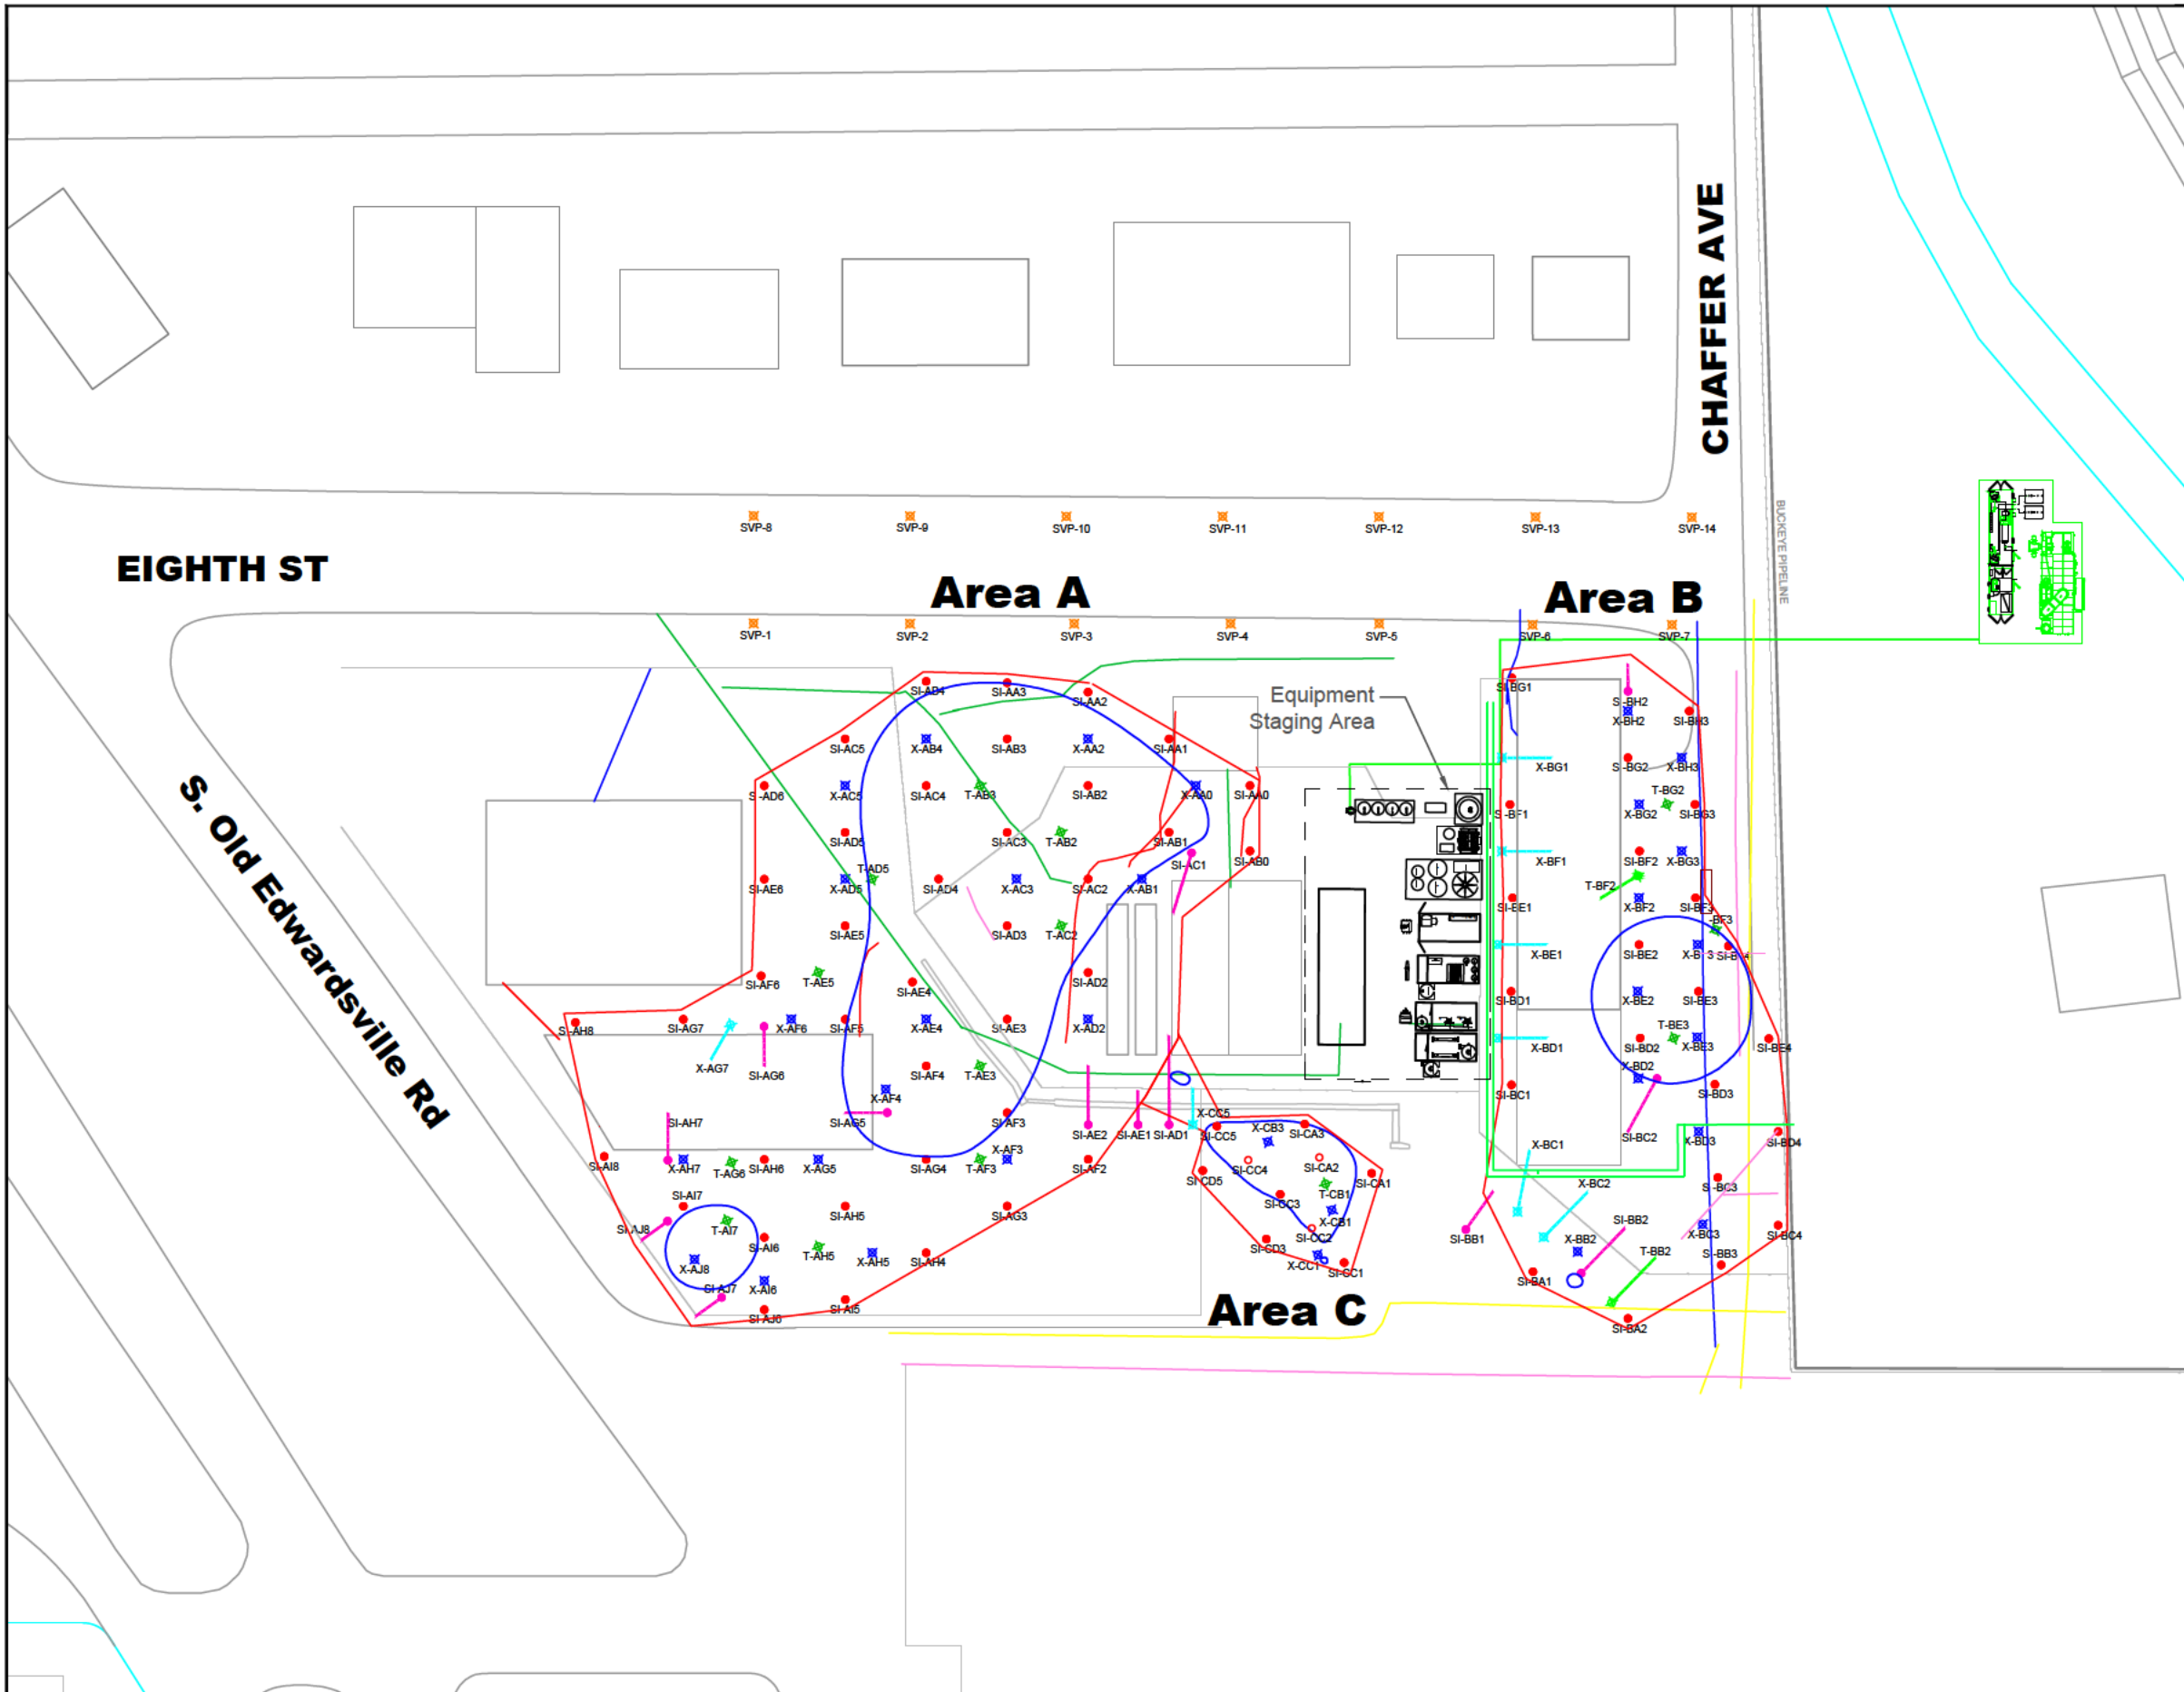 CHAFFER AVE
BUCKEYE PIPELINE
SVP-8
SVP-9
SVP-10
SVP-11
SVP-12
SVP-13
SVP-14
EIGHTH ST
Area A
Area B
SVP-1
SVP-2
SVP-3
SVP-4
SVP-5
SVP-6
SVP-7
S. Old Edwardsville Rd
Equipment
Staging Area
SI-AB4
SI-AA3
SI-AA2
SI-BG1
S -BH2
X-BH2
SI-BH3
SI-AC5
X-AB4
SI-AB3
X-AA2
SI-AA1
X-BG1
S -BG2
X-BH3
S -AD6
X-AC5
SI-AC4
T-AB3
SI-AB2
X-AA0
SI-AA0
T-BG2
S -BF1
X-BG2
SI-BG3
SI-AD5
SI-AC3
T-AB2
SI-AB1
SI-AB0
SI-AC1
X-BF1
SI-BF2
X-BG3
T-AD5
SI-AE6
X-AD5
SI-AD4
X-AC3
SI-AC2
X-AB1
T-BF2
SI-BE1
X-BF2
SI-BF3
-BF3
SI-AE5
SI-AD3
T-AC2
X-BE1
SI-BE2
SI-AF6
T-AE5
SI-AE4
SI-AD2
SI-BD1
X-BE2
SI-BE3
S -AH8
SI-AG7
X-AF6
SI-AF5
X-AE4
SI-AE3
X-AD2
T-BE3
X-BD1
SI-BD2
X-BE3
SI-BE4
X-AG7
SI-AG6
SI-AF4
T-AE3
X-BD2
X-AF4
SI-BC1
SI-BD3
SI-AH7
SI-AG5
SI-AF3
SI-AE2
SI-AE1
SI-AD1
X-CC5
SI-CC5
X-CB3
SI-CA3
X-BC1
SI-BC2
X-BD3
SI-BD4
SI-AI8
X-AH7
T-AG6
SI-AH6
X-AG5
SI-AG4
T-AF3
X-AF3
SI-AF2
SI-CD5
SI-CC4
SI-CA2
SI-CA1
T-CB1
X-BC2
S -BC3
SI-AI7
SI-AJ8
T-AI7
SI-AH5
SI-AG3
SI-CC3
X-CB1
SI-CC2
SI-BB1
SI-BB2
X-BB2
X-BC3
SI-BC4
SI-AI6
T-AH5
X-AH5
SI-AH4
SI-CD3
X-CC1
SI-CC1
T-BB2
SI-BB3
X-AJ8
SI-AJ7
X-AI6
SI-BA1
SI-AJ6
SI-AI5
Area C
SI-BA2